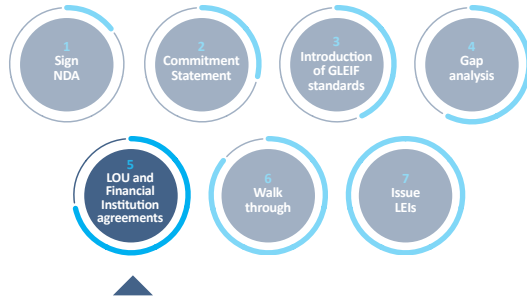 1
Sign
NDA
2
Commitment
Statement
3
Introduction
of GLEIF
standards
4
Gap
analysis
5
LOU and
Financial
Institution
agreements
6
Walk
through
7
Issue
LEIs